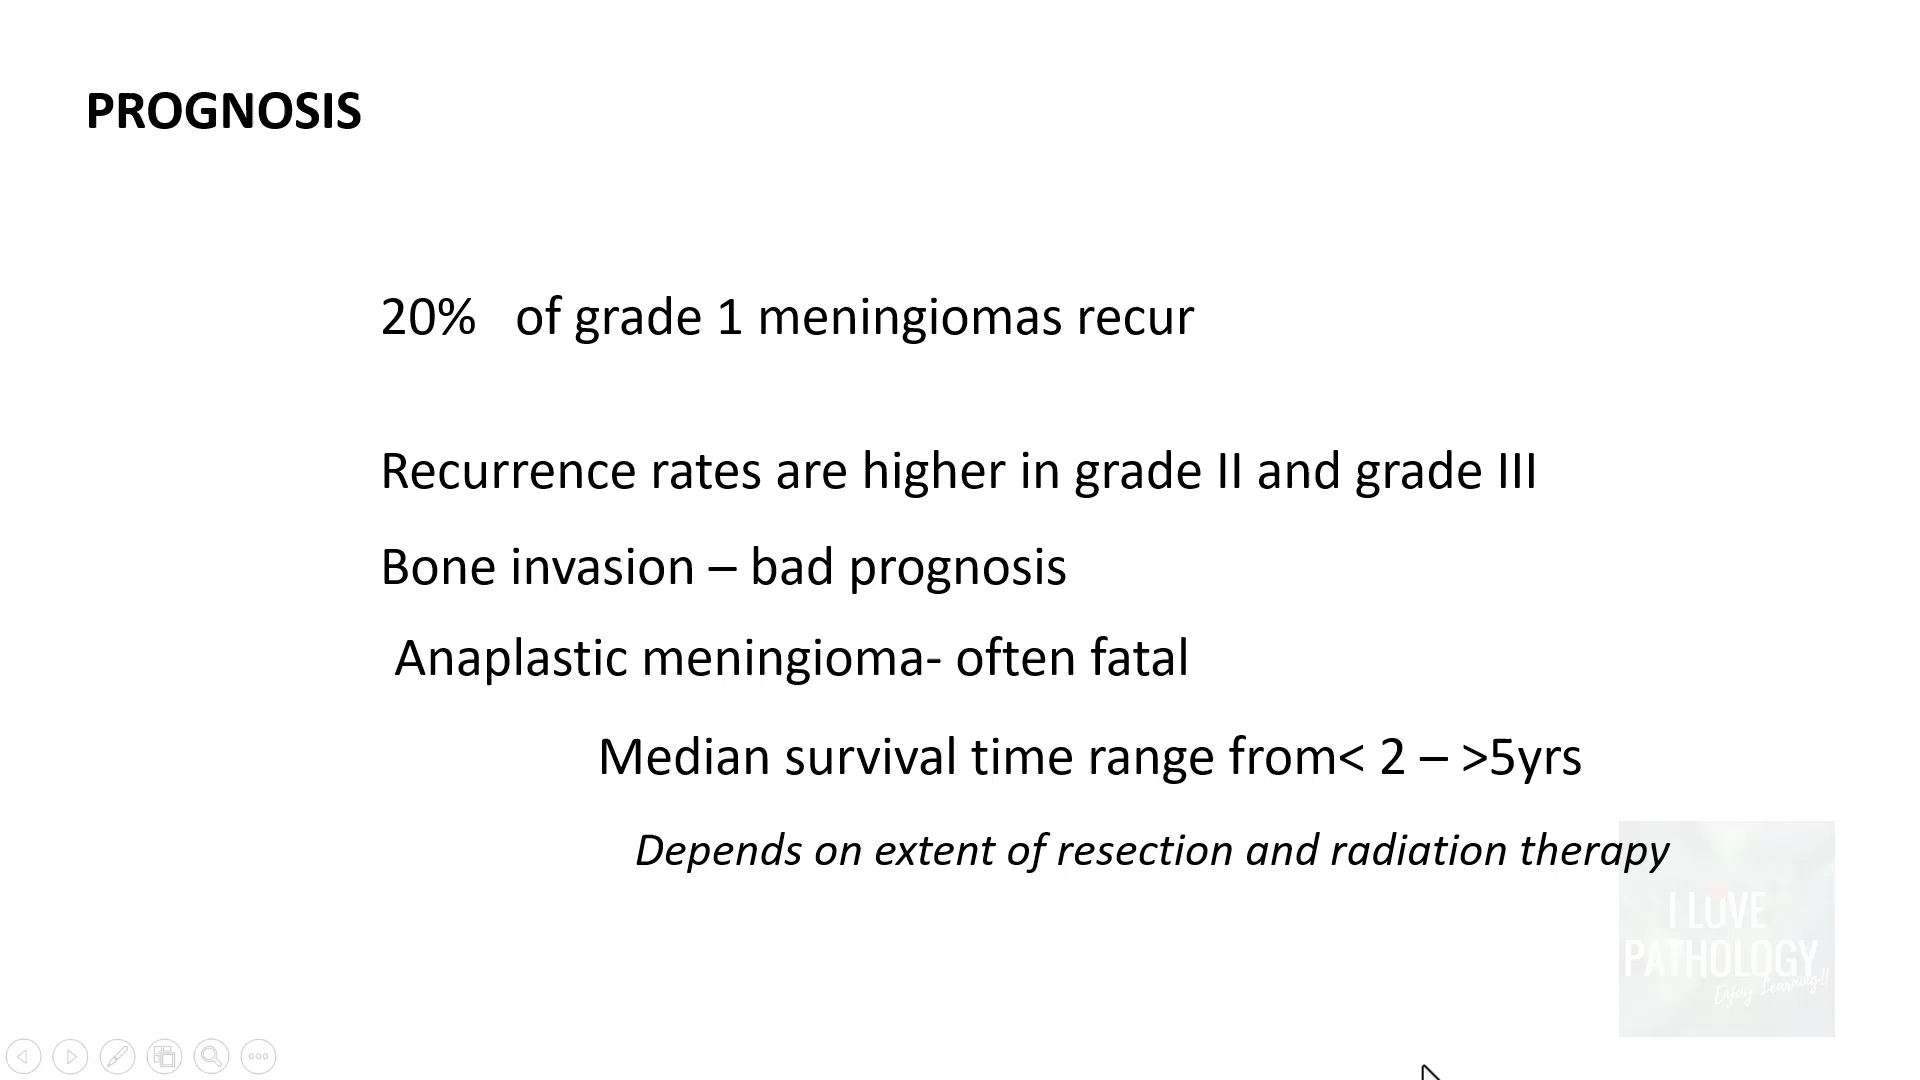 PROGNOSIS
20% of grade 1 meningiomas recur
Recurrence rates are higher in grade II and grade III
Bone invasion – bad prognosis
Anaplastic meningioma- often fatal
Median survival time range from< 2 – >5yrs
Depends on extent of resection and radiation therapy
I LOVE
PATHOLOGY
Enjoy Learning!!